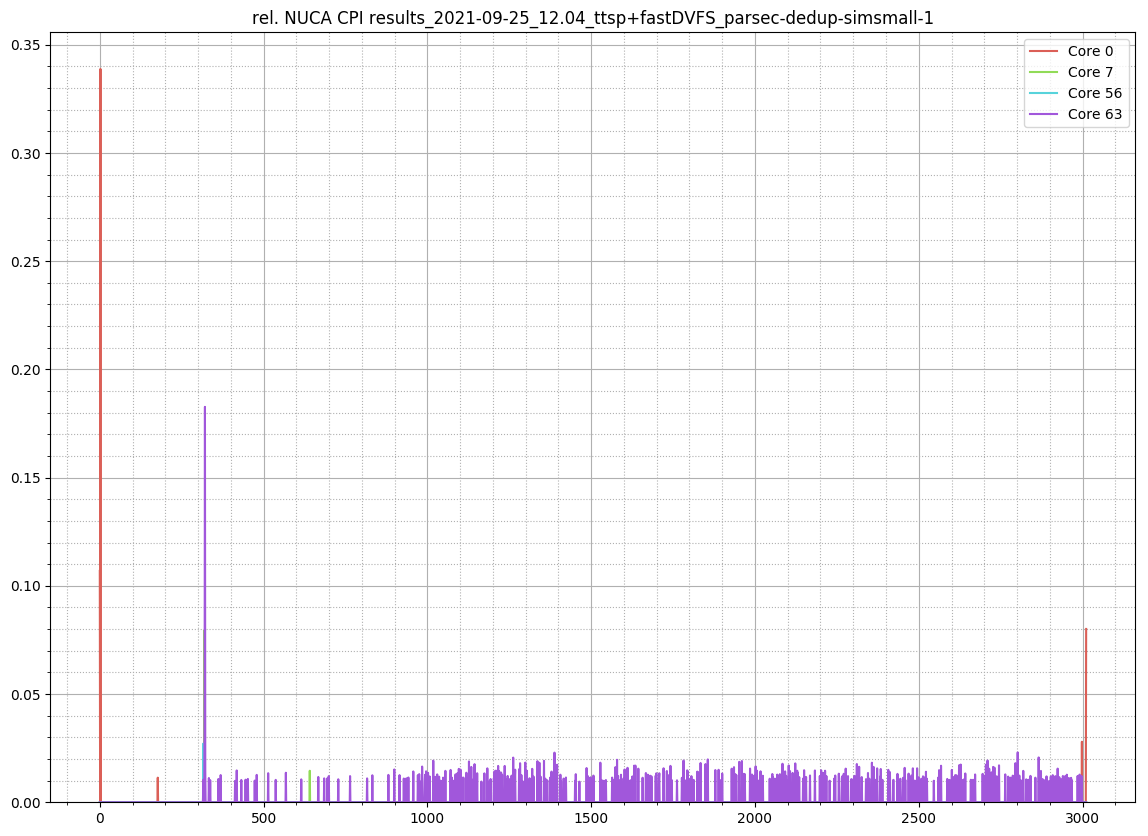 rel. NUCA CPI results_2021-09-25_12.04_ttsp+fastDVFS_parsec-dedup-simsmall-1
Core 0
Core 7
Core 56
Core 63
0.35
0.30
0.25
0.20
0.15
0.10
0.05
0.00
0 500 1000 1500 2000 2500 3000